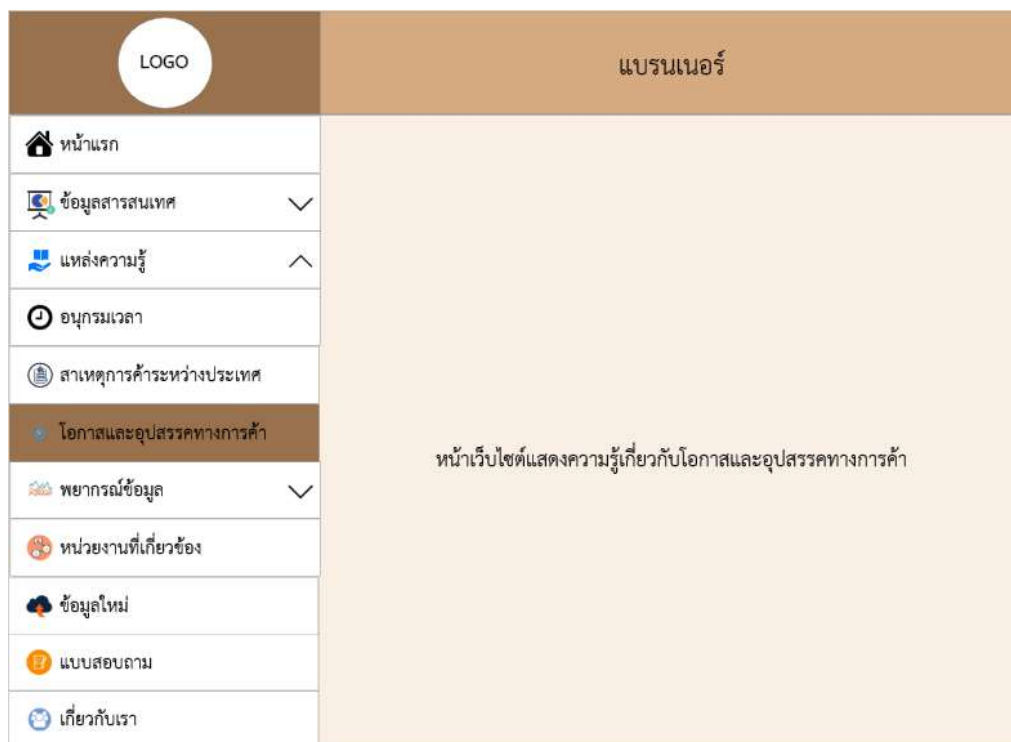 LOGO
แบรนเนอร์
หน้าแรก
ข้อมูลสารสนเทศ
แหล่งความรู้
อนุกรมเวลา
สาเหตุการค้าระหว่างประเทศ
โอกาสและอุปสรรคทางการค้า
หน้าเว็บไซต์แสดงความรู้เกี่ยวกับโอกาสและอุปสรรคทางการค้า
พยากรณ์ข้อมูล
หน่วยงานที่เกี่ยวข้อง
ข้อมูลใหม่
แบบสอบถาม
เกี่ยวกับเรา